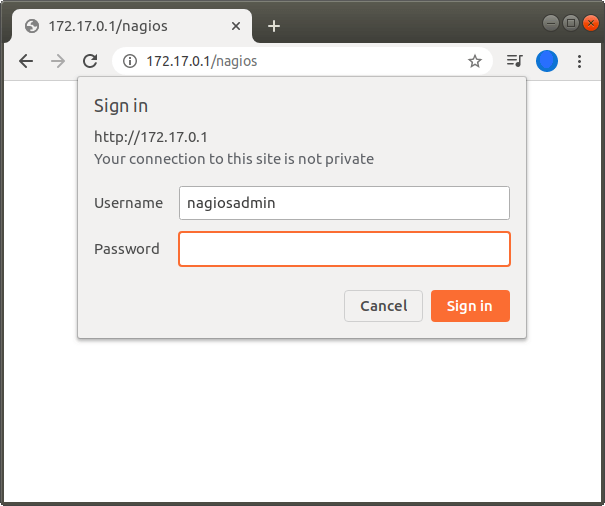 172.17.0.1/nagios
172.17.0.1/nagios
Sign in
http://172.17.0.1
Your connection to this site is not private
Username nagiosadmin
Password
Cancel Sign in